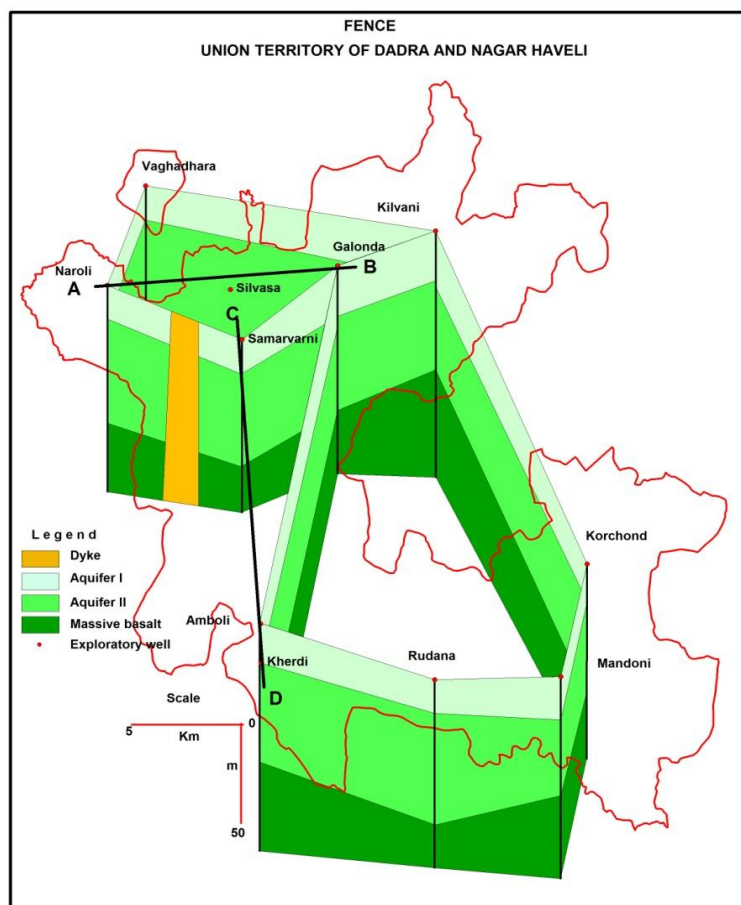 FENCE
UNION TERRITORY OF DADRA AND NAGAR HAVELI
Vaghadhara
Kilvani
Galonda
Naroli
A
B
Silvasa
C
Samarvarni
Legend
Dyke
Aquifer I
Aquifer II
Massive basalt
Exploratory well
Korchond
Amboli
Kherdi
Rudana
Mandoni
D
Scale
5
0
Km
m
50